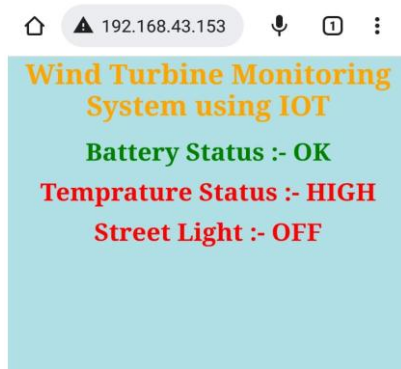 192.168.43.153
1
Wind Turbine Monitoring
System using IOT
Battery Status :- OK
Temprature Status :- HIGH
Street Light :- OFF